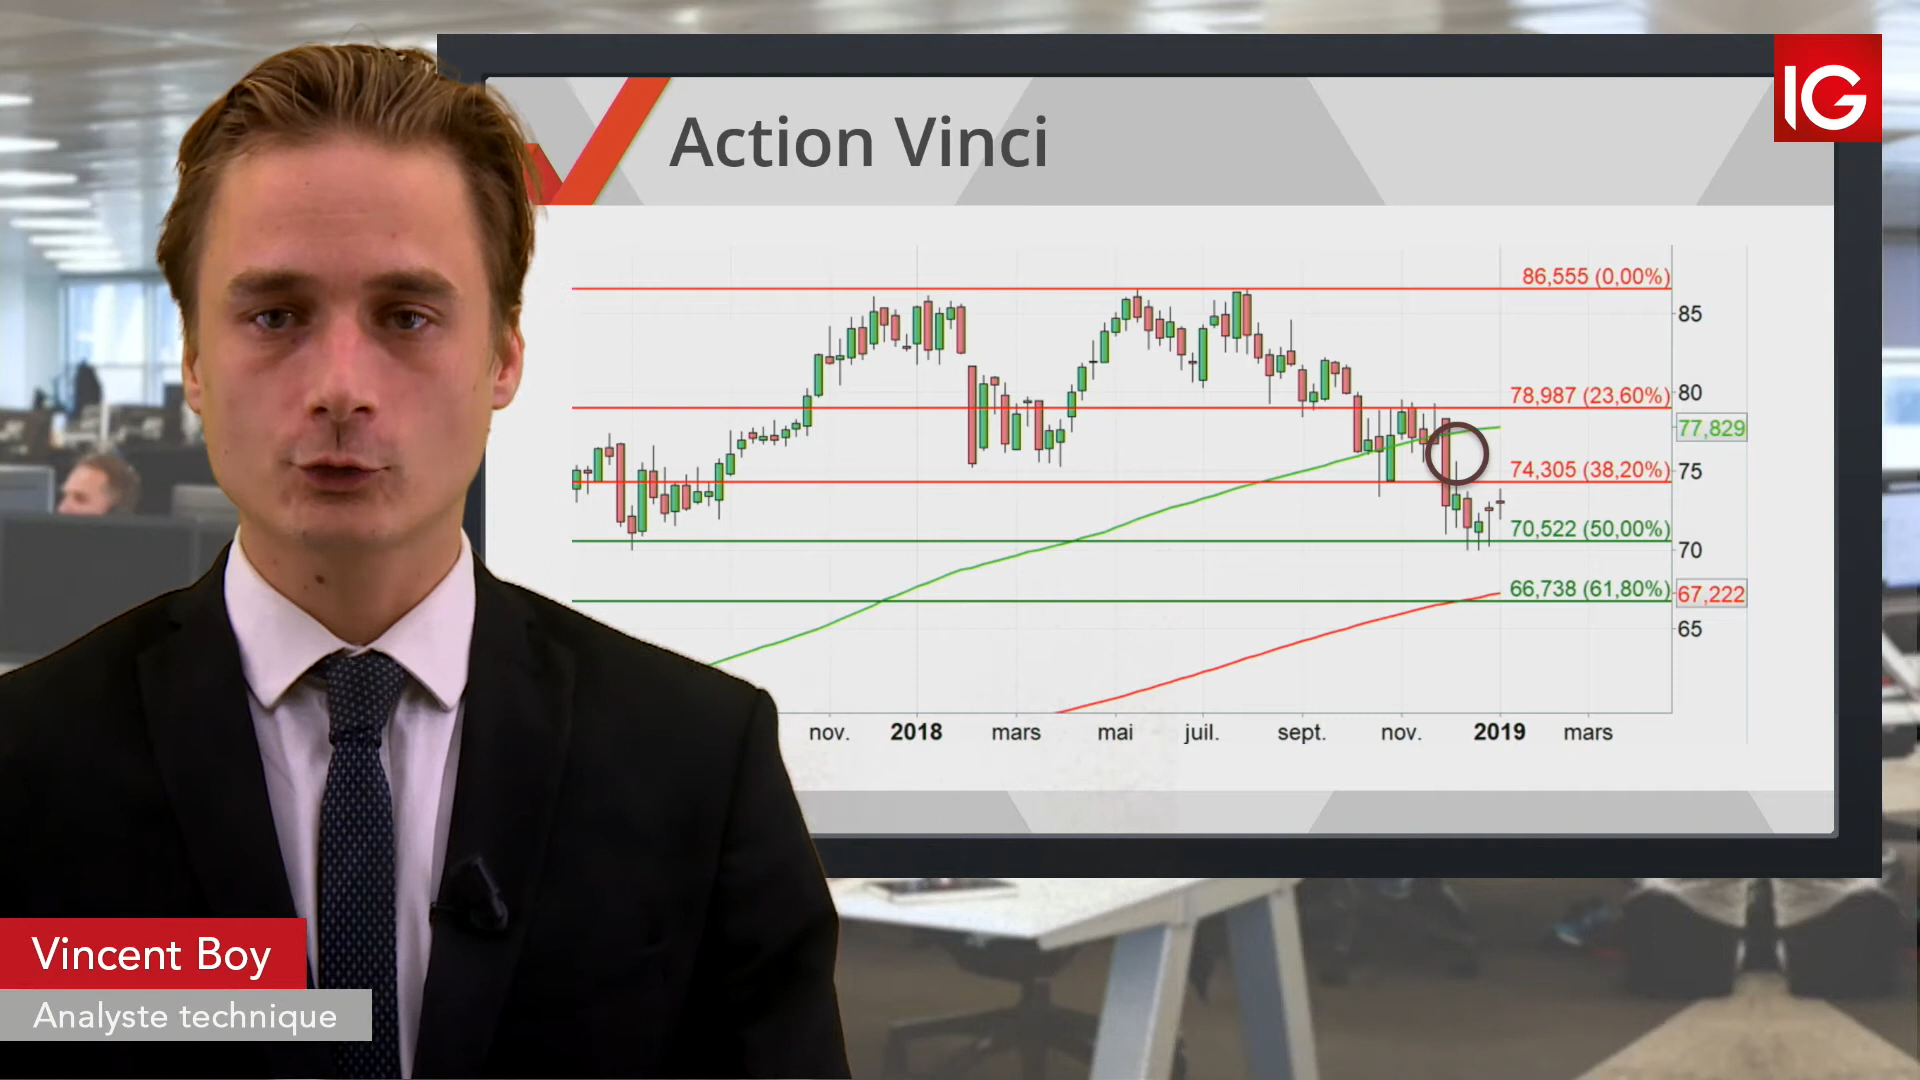 IG
Action Vinci
86,555 (0,00%)
85
78,987 (23,60%)
80
77,829
74,305 (38,20%)
75
70,522 (50,00%)
70
66,738 (61,80%)
67,222
65
nov. 2018 mars mai juil. sept. nov. 2019 mars
Vincent Boy
Analyste technique